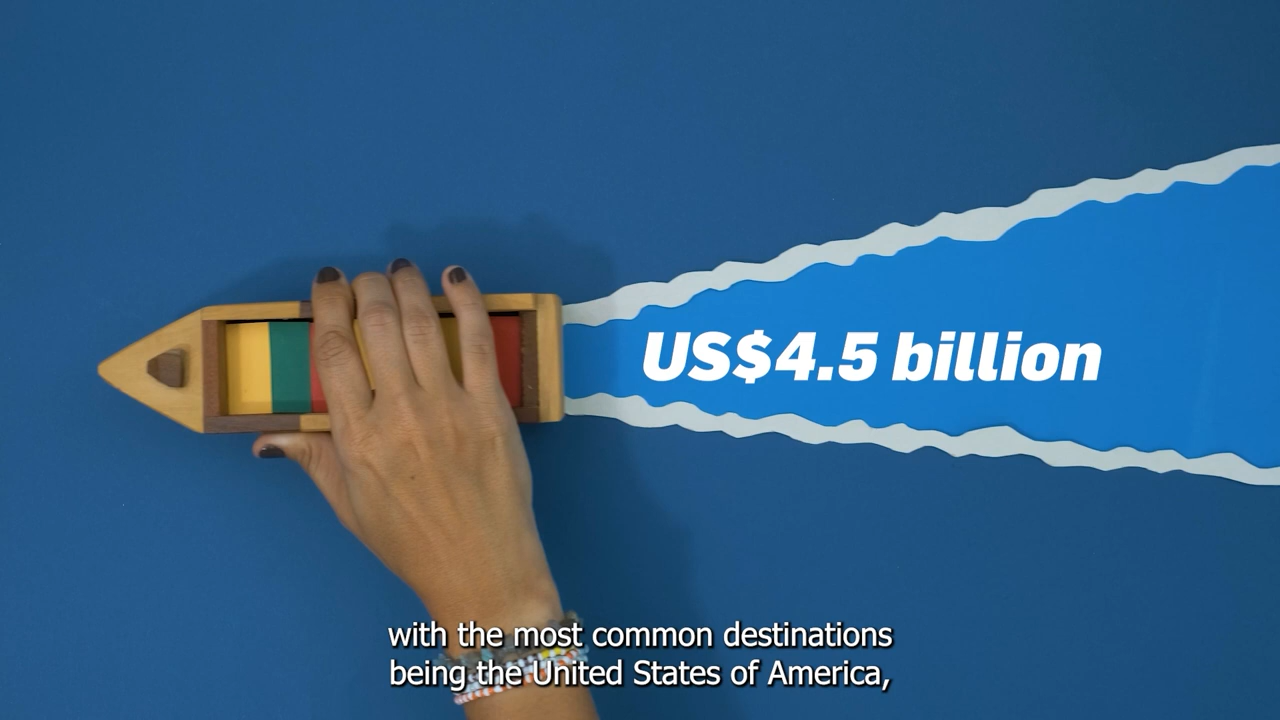 US$4.5 billion
with the most common destinations
being the United States of America,